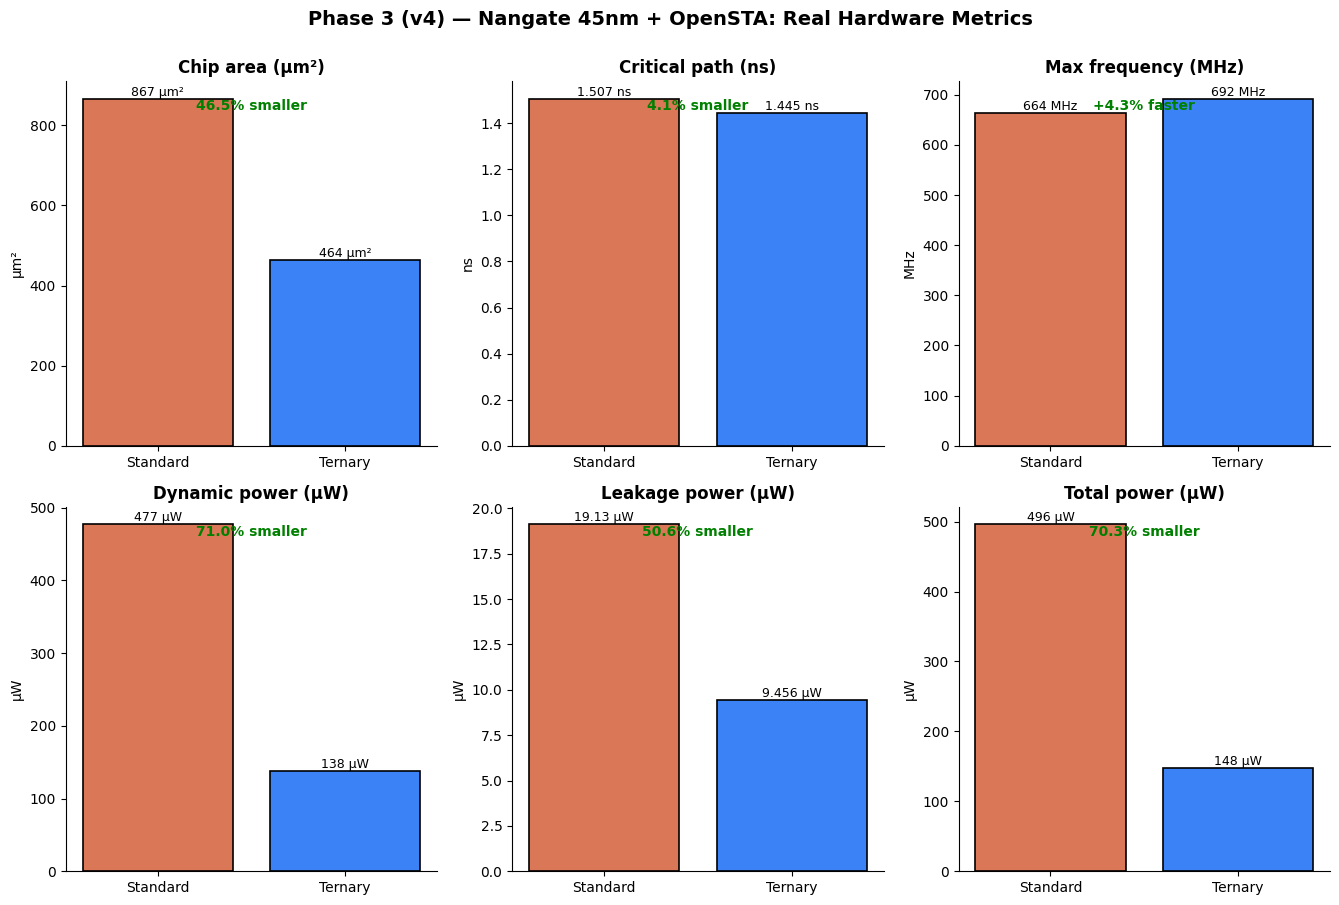 Phase 3 (v4) — Nangate 45nm + OpenSTA: Real Hardware Metrics
Chip area (µm²)
867 µm²
46.5% smaller
464 µm²
µm²
0
200
400
600
800
Standard
Ternary
Critical path (ns)
1.507 ns
4.1% smaller
1.445 ns
ns
0.0
0.2
0.4
0.6
0.8
1.0
1.2
1.4
Standard
Ternary
Max frequency (MHz)
664 MHz
+4.3% faster
692 MHz
MHz
0
100
200
300
400
500
600
700
Standard
Ternary
Dynamic power (µW)
477 µW
71.0% smaller
138 µW
µW
0
100
200
300
400
500
Standard
Ternary
Leakage power (µW)
19.13 µW
50.6% smaller
9.456 µW
µW
0.0
2.5
5.0
7.5
10.0
12.5
15.0
17.5
20.0
Standard
Ternary
Total power (µW)
496 µW
70.3% smaller
148 µW
µW
0
100
200
300
400
500
Standard
Ternary